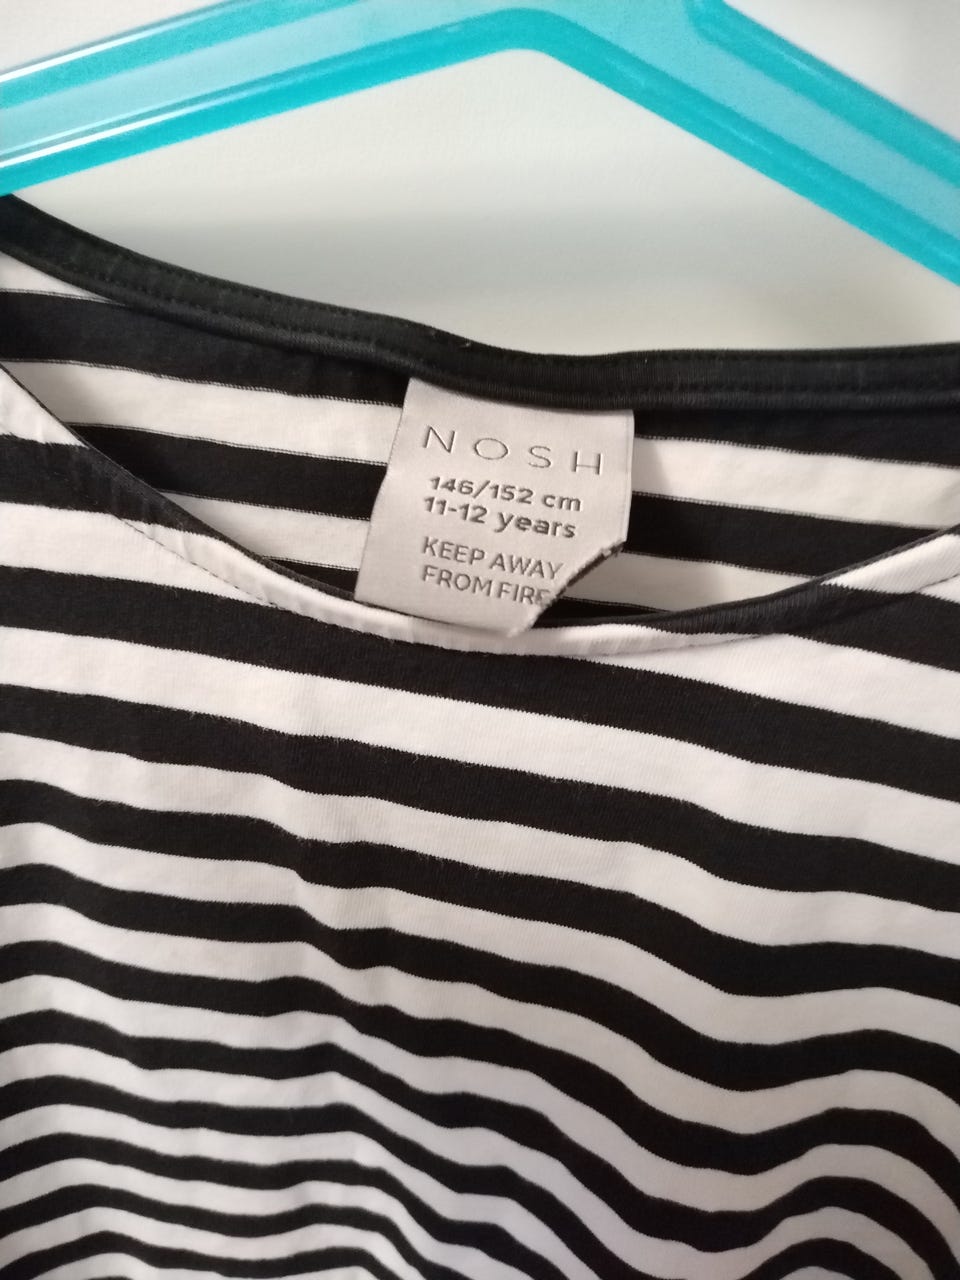 NOSH
146/152 cm
11-12 years
KEEP AWAY
FROM FIRE